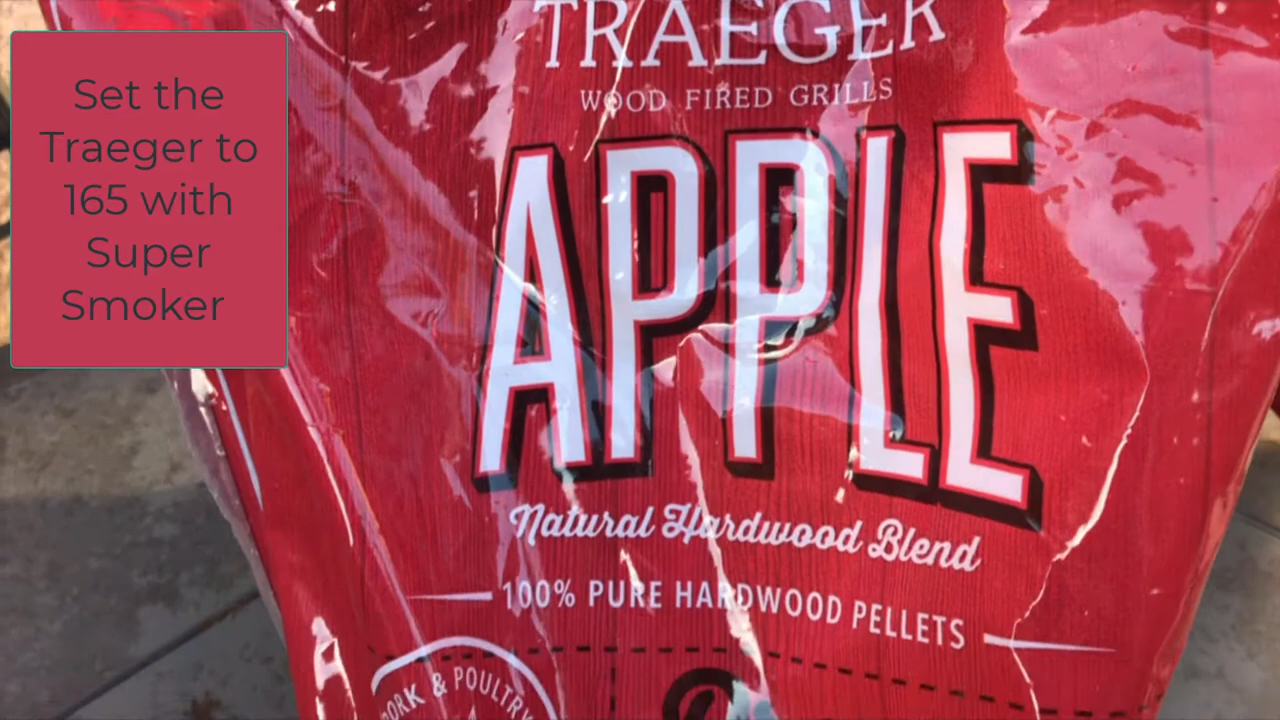 Set the
Traeger to
165 with
Super
Smoker
TRAEGER
WOOD FIRED GRILLS
APPLE
Natural Hardwood Blend
100% PURE HARDWOOD PELLETS
PORK & POULTRY